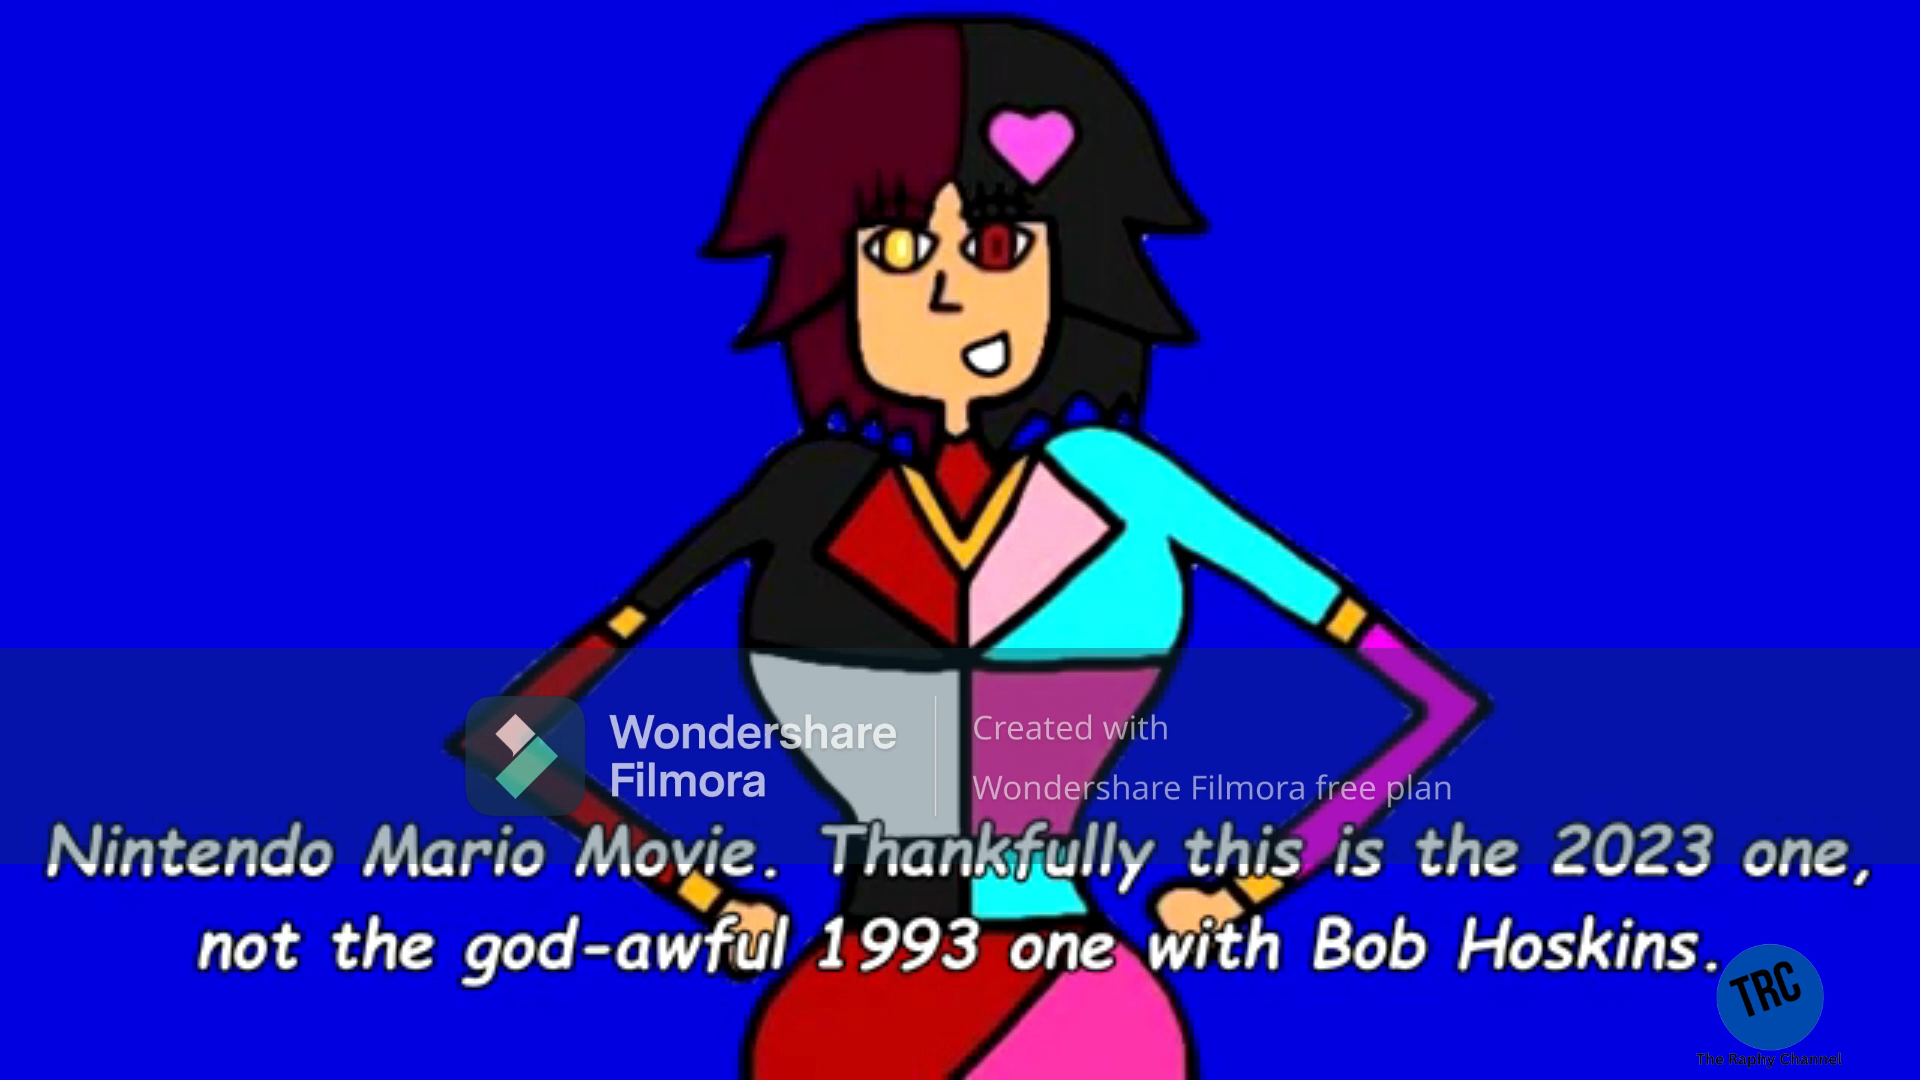 Wondershare
Filmora
Created with
Wondershare Filmora free plan
Nintendo Mario Movie. Thankfully this is the 2023 one,
not the god-awful 1993 one with Bob Hoskins.
TRC
The Raphy Channel